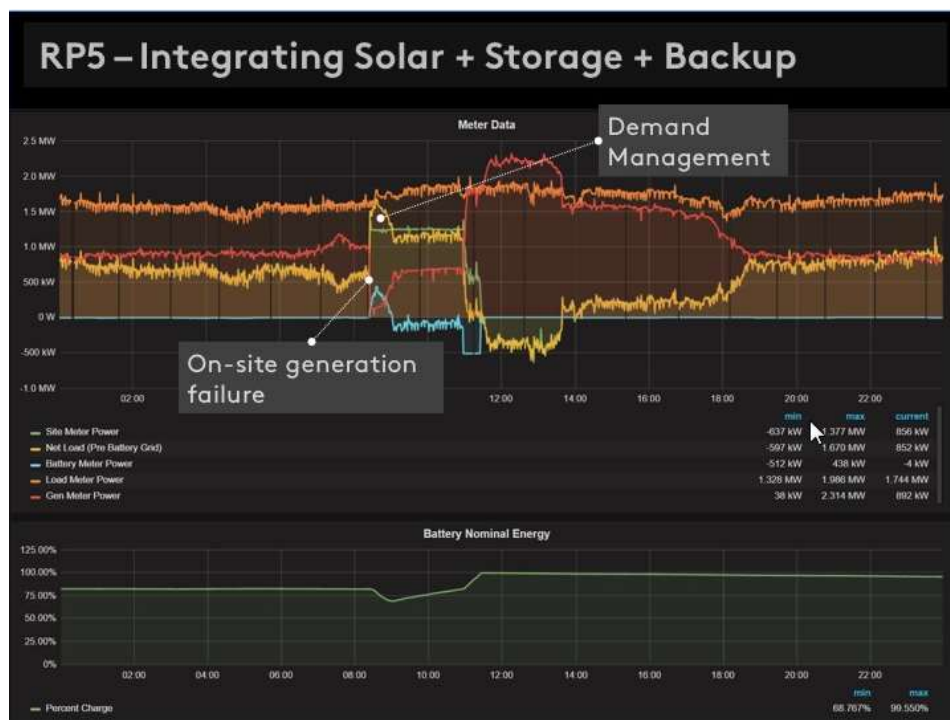 RP5 – Integrating Solar + Storage + Backup
Meter Data
Demand
Management
2.5 MW
2.0 MW
1.5 MW
1.0 MW
500 kW
0 W
-500 kW
-1.0 MW
On-site generation
failure
02:00 12:00 14:00 16:00 18:00 20:00 22:00
min max current
Site Meter Power -637 kW 1.377 MW 856 kW
Net Load (Pre Battery Grid) -597 kW 1.670 MW 852 kW
Battery Meter Power -512 kW 438 kW -4 kW
Load Meter Power 1.328 MW 1.986 MW 1.744 MW
Gen Meter Power 38 kW 2.314 MW 892 kW
Battery Nominal Energy
125.00%
100.00%
75.00%
50.00%
25.00%
0%
02:00 04:00 06:00 08:00 10:00 12:00 14:00 16:00 18:00 20:00 22:00
min max
Percent Charge 68.767% 99.550%